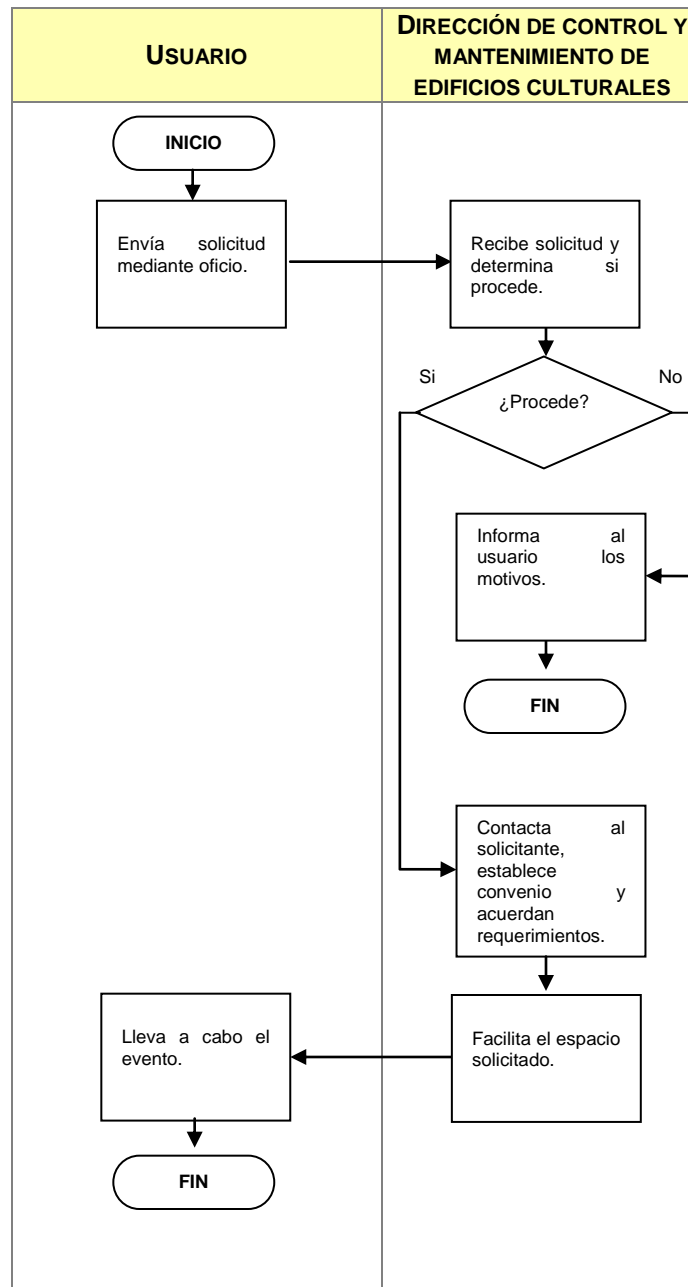 USUARIO
DIRECCIÓN DE CONTROL Y
MANTENIMIENTO DE
EDIFICIOS CULTURALES
INICIO
Envía solicitud
mediante oficio.
Recibe solicitud y
determina si
procede.
Si
¿Procede?
No
Informa al
usuario los
motivos.
FIN
Contacta al
solicitante,
establece
convenio y
acuerdan
requerimientos.
Facilita el espacio
solicitado.
Lleva a cabo el
evento.
FIN